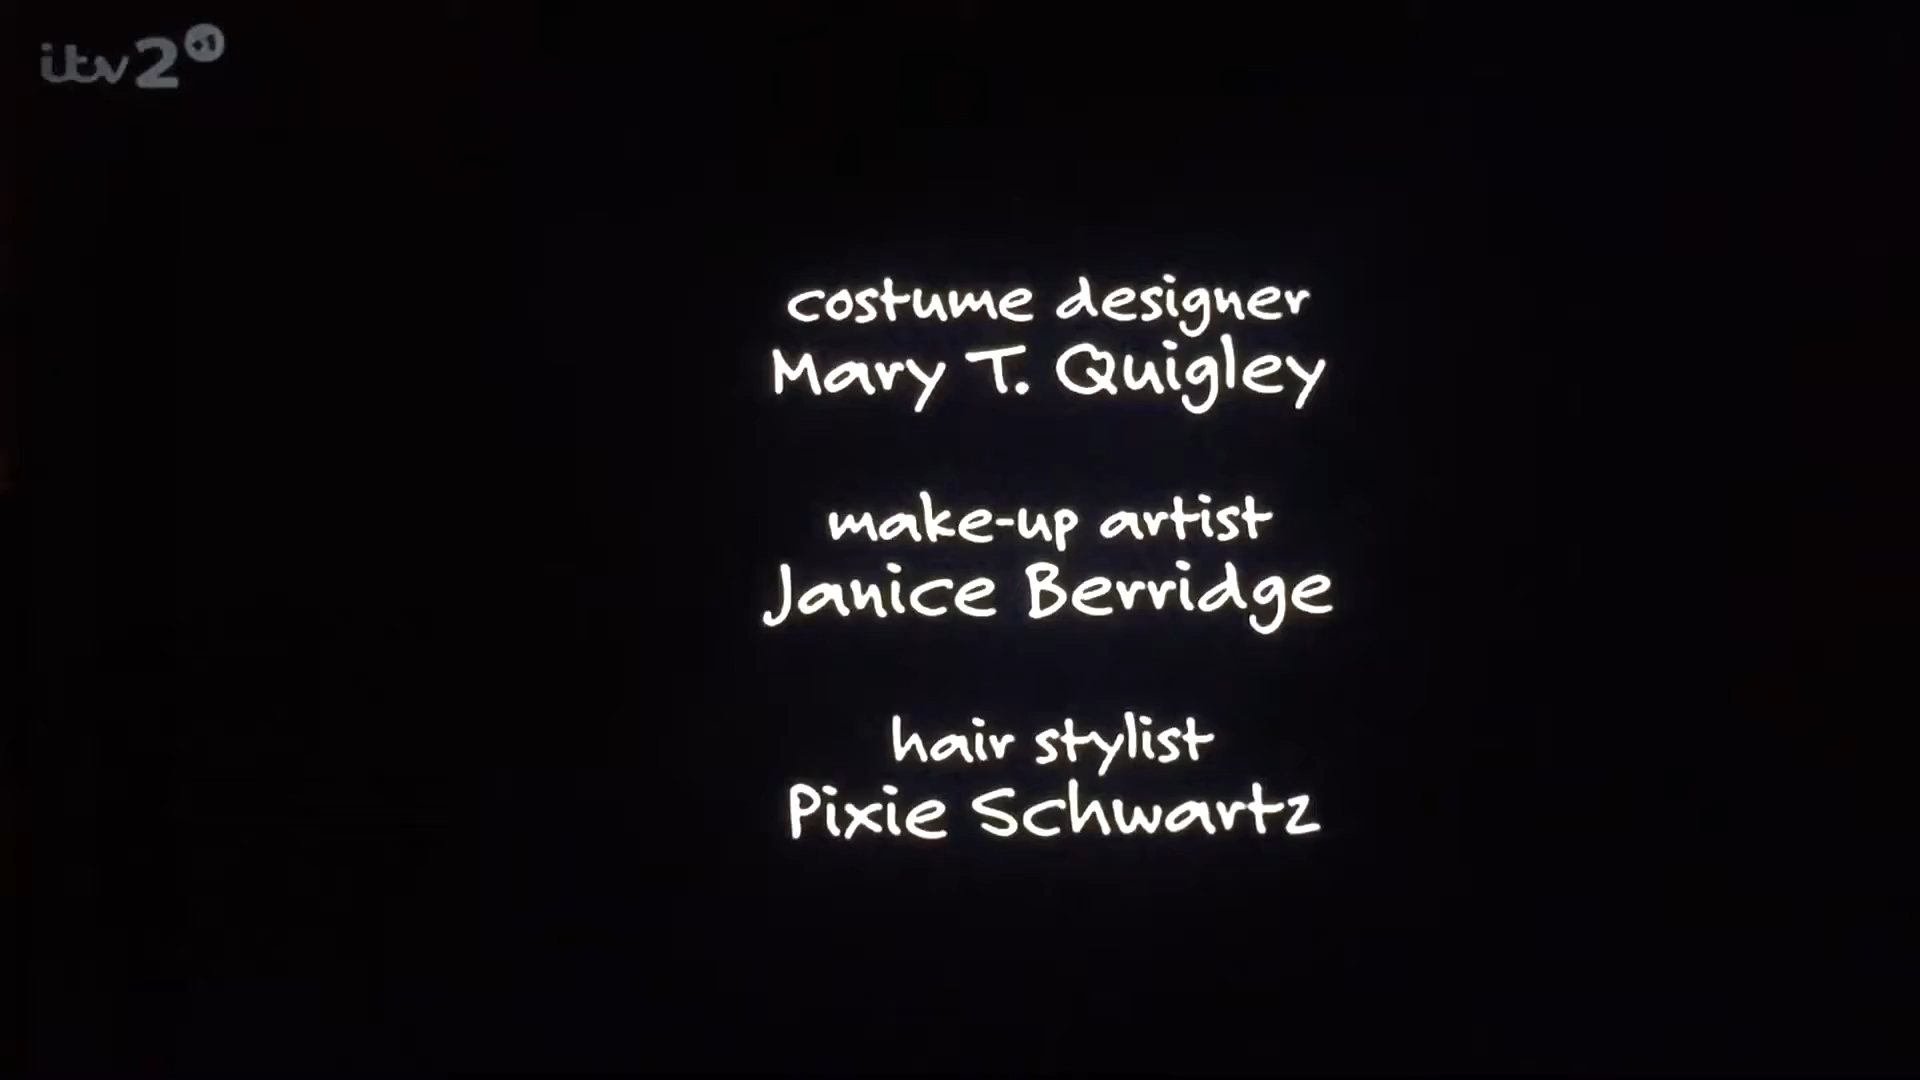 itv2 +1
costume designer
Mary T. Quigley
make-up artist
Janice Berridge
hair stylist
Pixie Schwartz